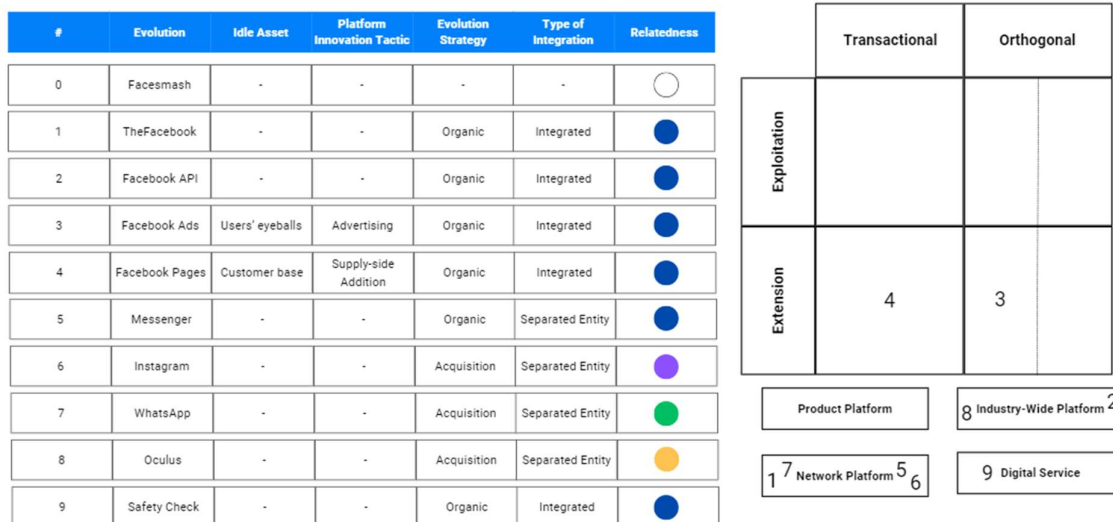 # Evolution Idle Asset Platform Innovation Tactic Evolution Strategy Type of Integration Relatedness
0 Facesmash - - - -
1 TheFacebook - - Organic Integrated
2 Facebook API - - Organic Integrated
3 Facebook Ads Users' eyeballs Advertising Organic Integrated
4 Facebook Pages Customer base Supply-side Addition Organic Integrated
5 Messenger - - Organic Separated Entity
6 Instagram - - Acquisition Separated Entity
7 WhatsApp - - Acquisition Separated Entity
8 Oculus - - Acquisition Separated Entity
9 Safety Check - - Organic Integrated
Transactional Orthogonal
Exploitation
Extension 4 3
Product Platform
8 Industry-Wide Platform 2
1 7 Network Platform 5 6
9 Digital Service